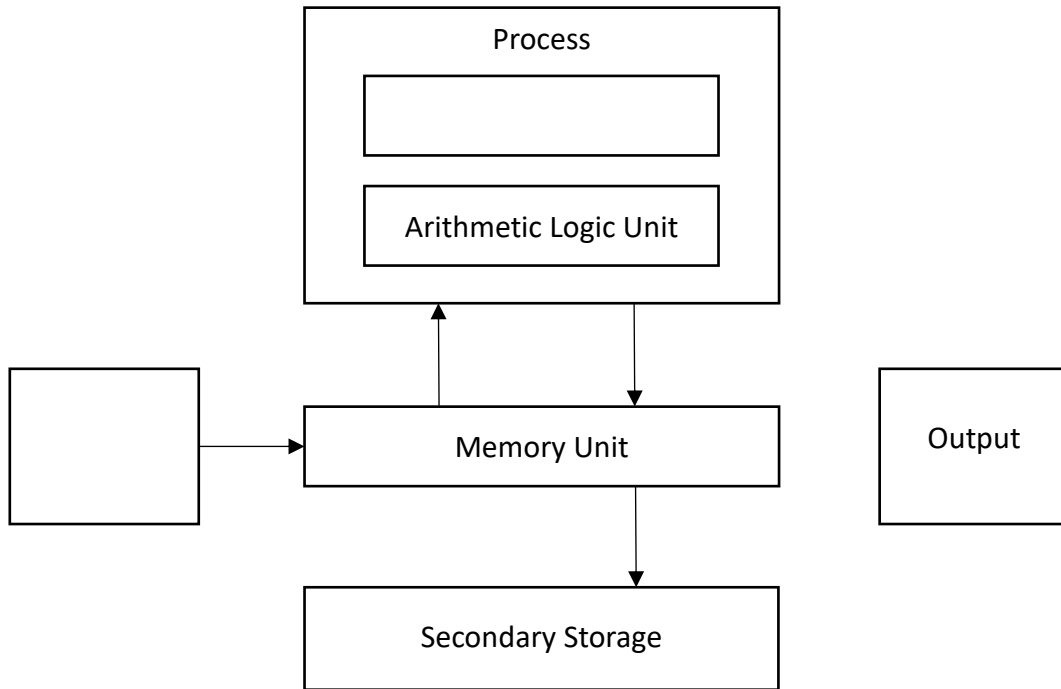 Process
Arithmetic Logic Unit
Memory Unit
Output
Secondary Storage